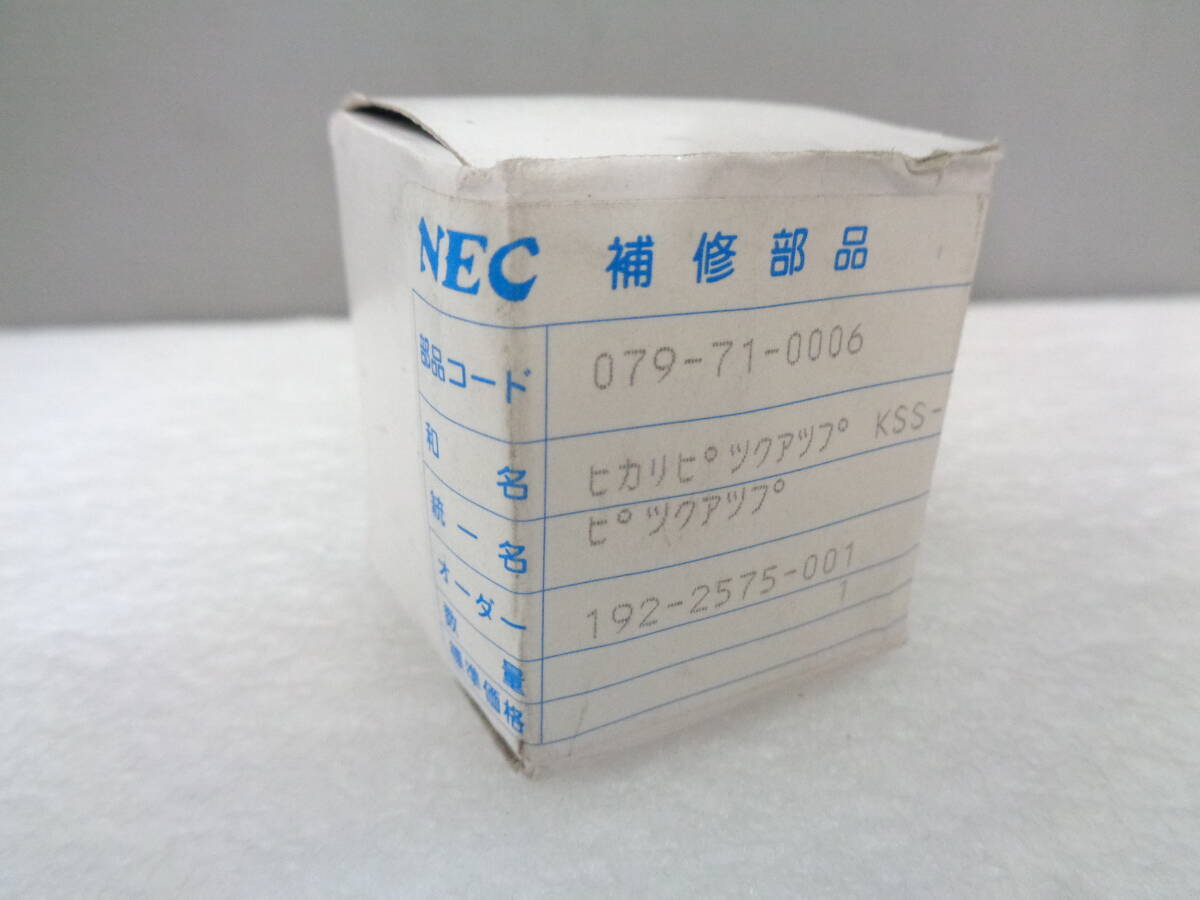 NEC 補修部品
部品コード 079-71-0006
和名 ヒカリピツクアツプ KSS-
統一名 ピツクアツプ
オーダー 192-2575-001
数量 1
標準価格